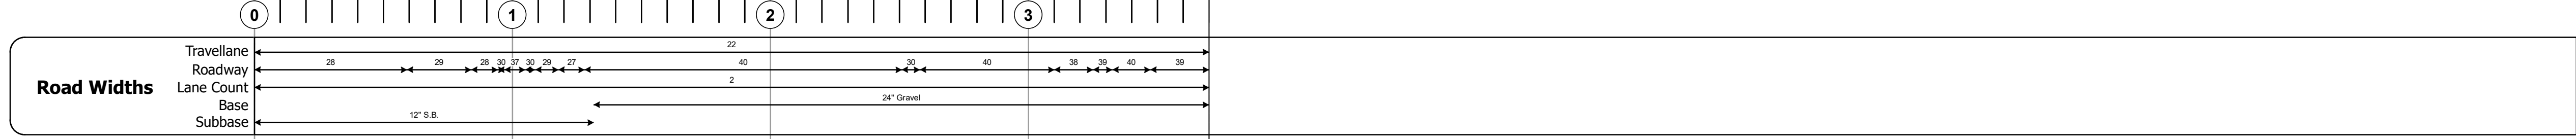 0 1 2 3
Road Widths
Travellane 22
Roadway 28 29 28 30 37 30 29 27 40 30 40 38 39 40 39
Lane Count 2
Base 24" Gravel
Subbase 12" S.B.